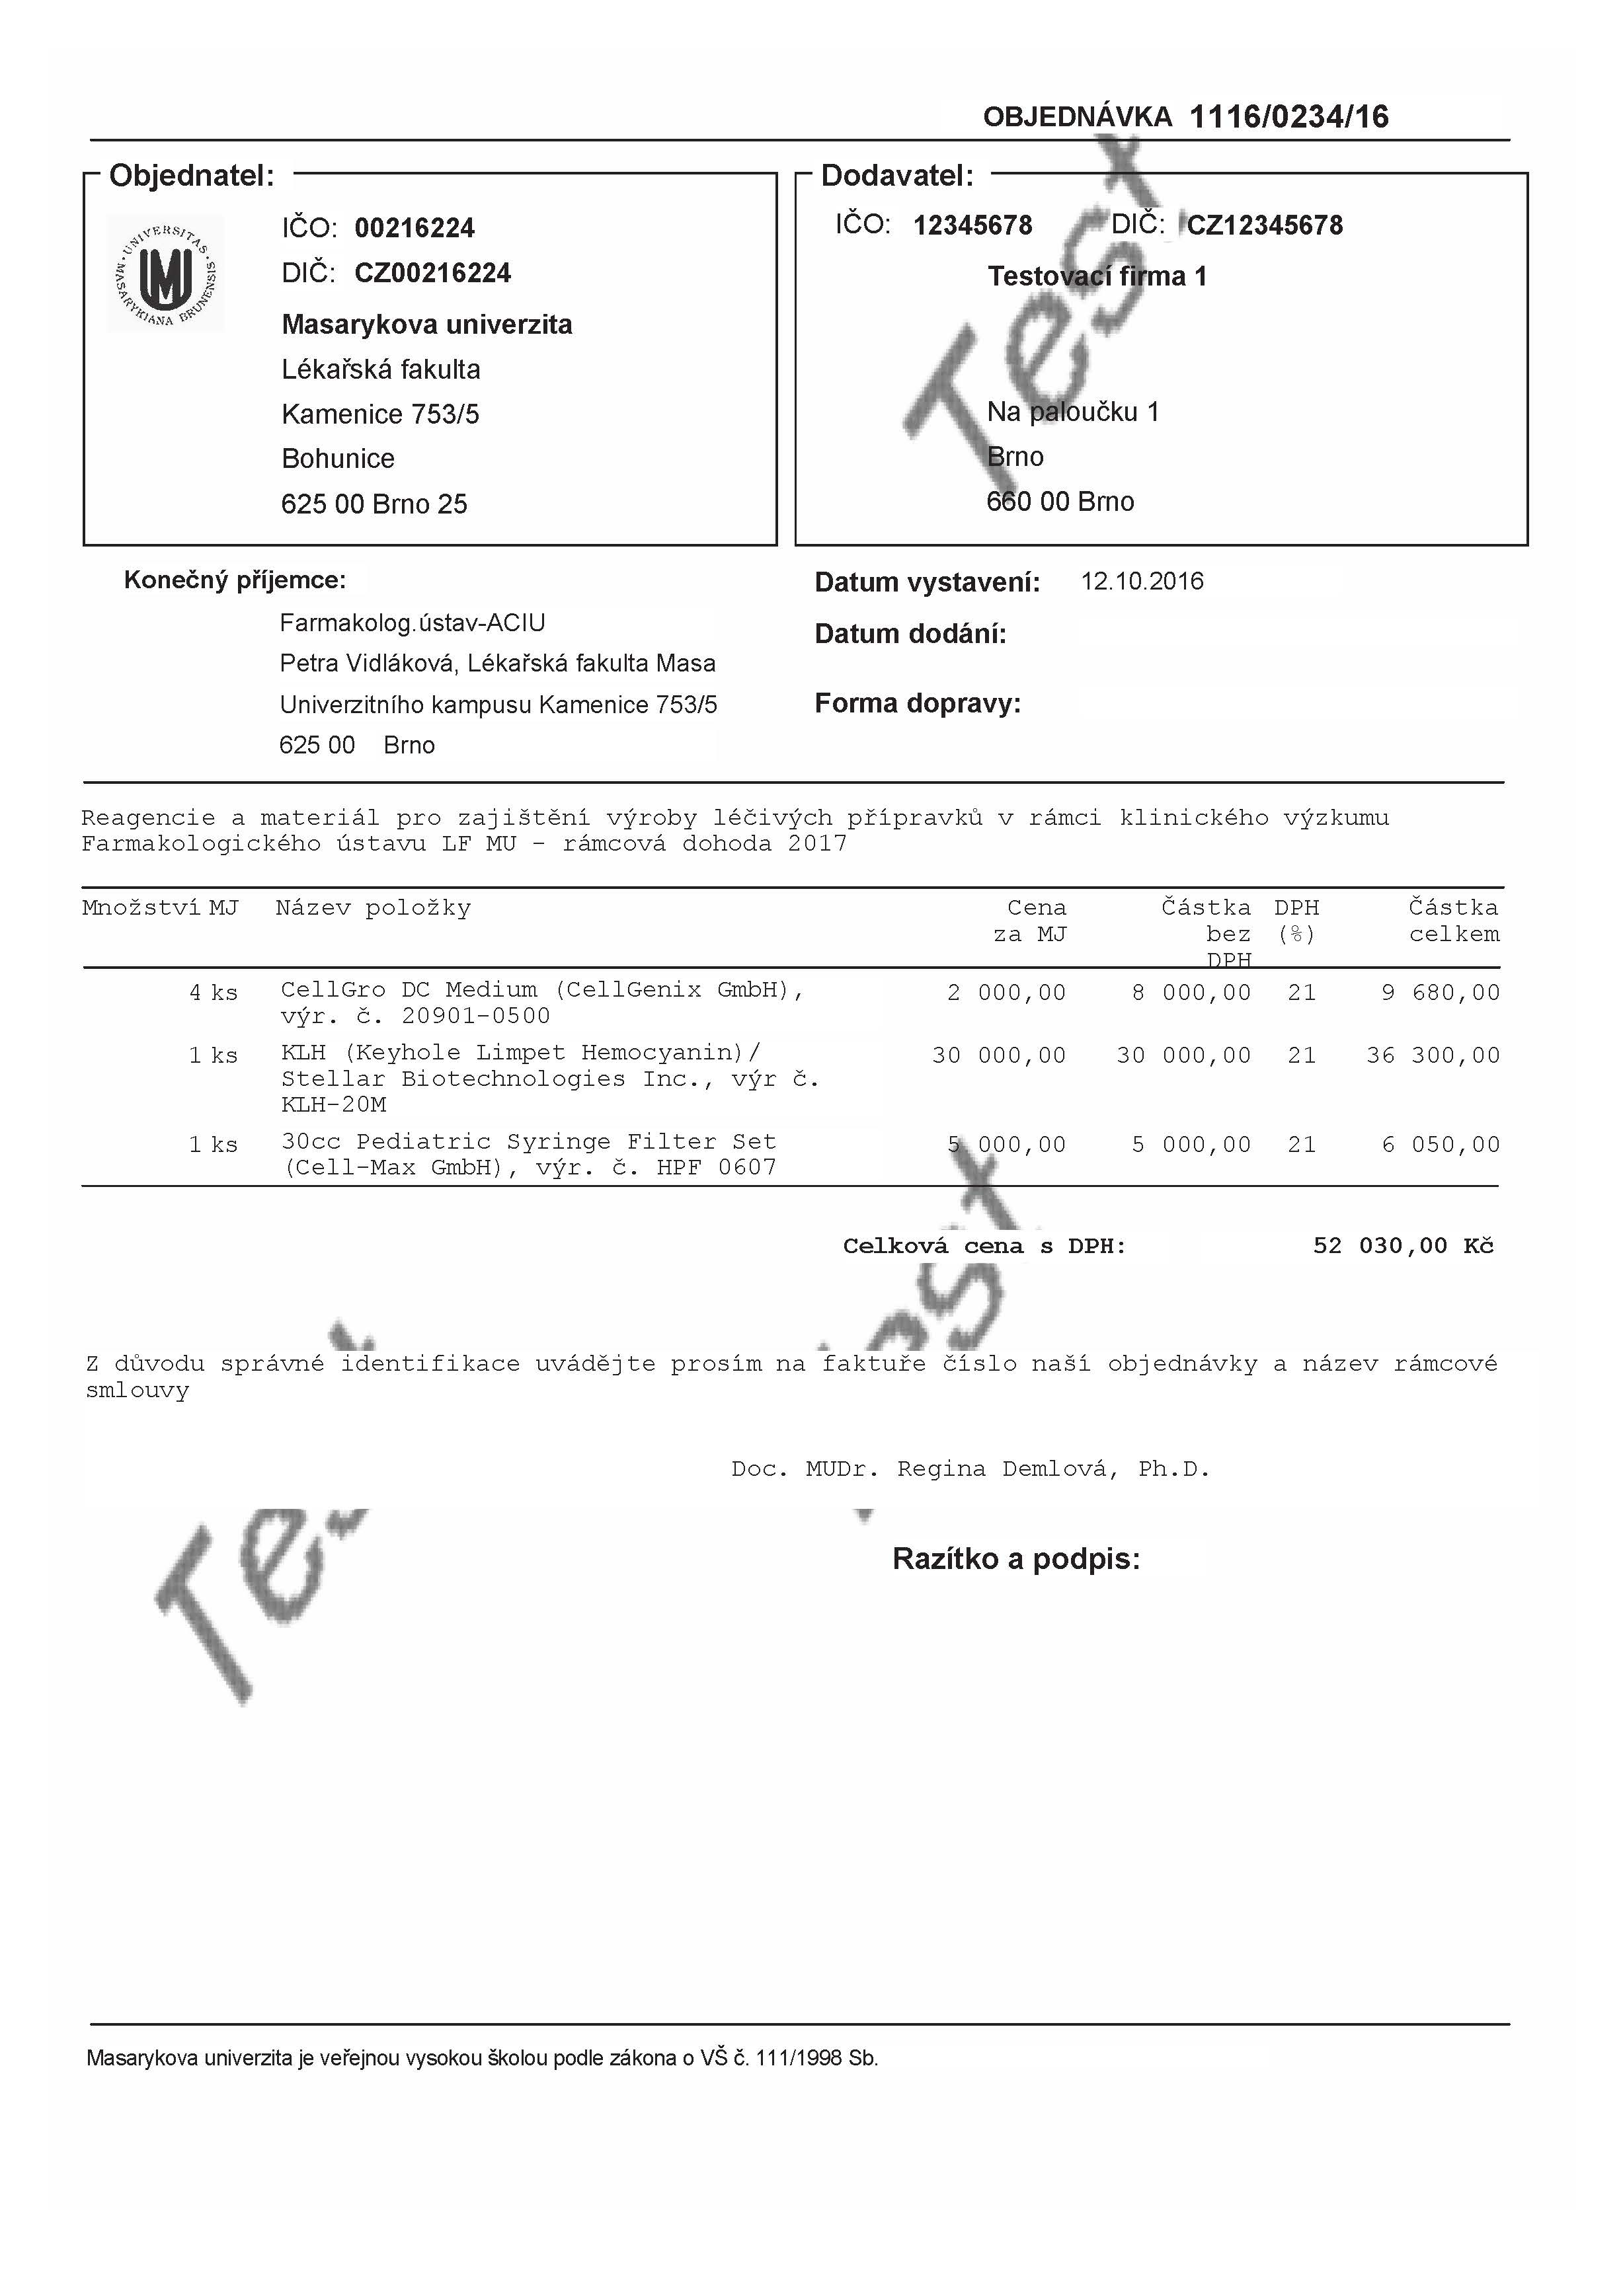 OBJEDNÁVKA 1116/0234/16
Objednatel:
UNIVERSITAS MASARYKIANA BRUNENSIS
IČO: 00216224
DIČ: CZ00216224
Masarykova univerzita
Lékařská fakulta
Kamenice 753/5
Bohunice
625 00 Brno 25
Dodavatel:
IČO: 12345678 DIČ: CZ12345678
Testovací firma 1
Na paloučku 1
Brno
660 00 Brno
Test
Konečný příjemce:
Farmakolog.ústav-ACIU
Petra Vidláková, Lékařská fakulta Masa
Univerzitního kampusu Kamenice 753/5
625 00 Brno
Datum vystavení: 12.10.2016
Datum dodání:
Forma dopravy:
Reagencie a materiál pro zajištění výroby léčivých přípravků v rámci klinického výzkumu
Farmakologického ústavu LF MU - rámcová dohoda 2017
Množství MJ Název položky Cena Částka DPH Částka
za MJ bez (%) celkem
DPH
4 ks CellGro DC Medium (CellGenix GmbH), 2 000,00 8 000,00 21 9 680,00
výr. č. 20901-0500
1 ks KLH (Keyhole Limpet Hemocyanin)/ 30 000,00 30 000,00 21 36 300,00
Stellar Biotechnologies Inc., výr č.
KLH-20M
1 ks 30cc Pediatric Syringe Filter Set 5 000,00 5 000,00 21 6 050,00
(Cell-Max GmbH), výr. č. HPF 0607
Celková cena s DPH: 52 030,00 Kč
Z důvodu správné identifikace uvádějte prosím na faktuře číslo naší objednávky a název rámcové
smlouvy
Doc. MUDr. Regina Demlová, Ph.D.
Razítko a podpis:
Masarykova univerzita je veřejnou vysokou školou podle zákona o VŠ č. 111/1998 Sb.